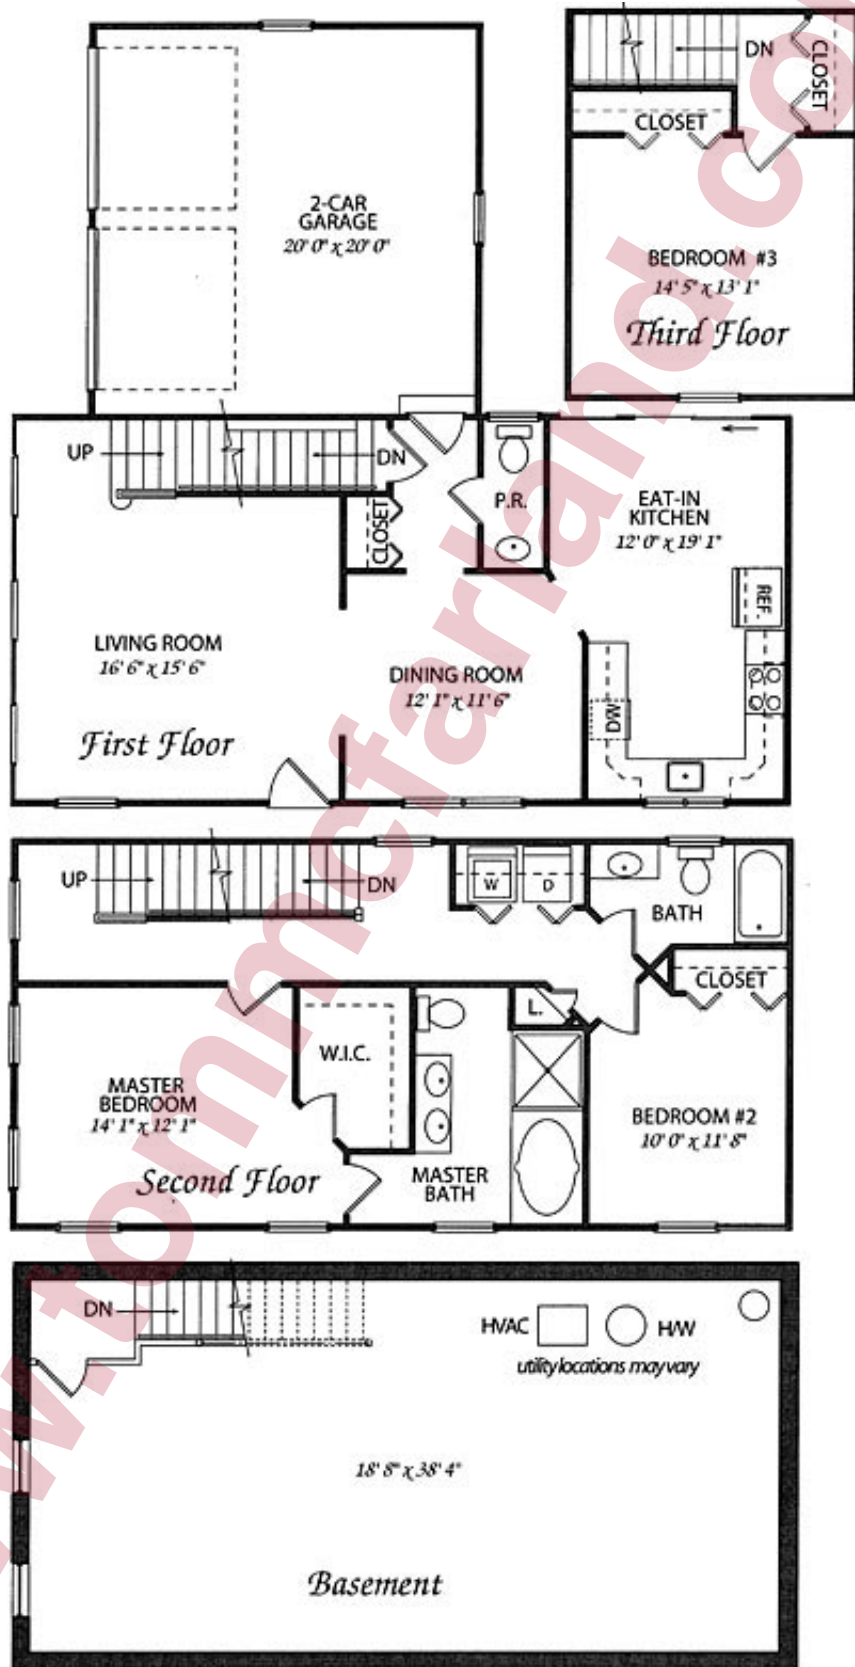 2-CAR
GARAGE
20' 0" x 20' 0"
DN
CLOSET
CLOSET
BEDROOM #3
14' 5" x 13' 1"
Third Floor
UP
DN
CLOSET
P.R.
EAT-IN
KITCHEN
12' 0" x 19' 1"
REF.
LIVING ROOM
16' 6" x 15' 6"
DINING ROOM
12' 1" x 11' 6"
DW
First Floor
UP
DN
W
D
BATH
CLOSET
L.
W.I.C.
MASTER
BEDROOM
14' 1" x 12' 1"
BEDROOM #2
10' 0" x 11' 8"
MASTER
BATH
Second Floor
DN
HVAC
H/W
utility locations may vary
18' 8" x 38' 4"
Basement
w.tommcfarland.co